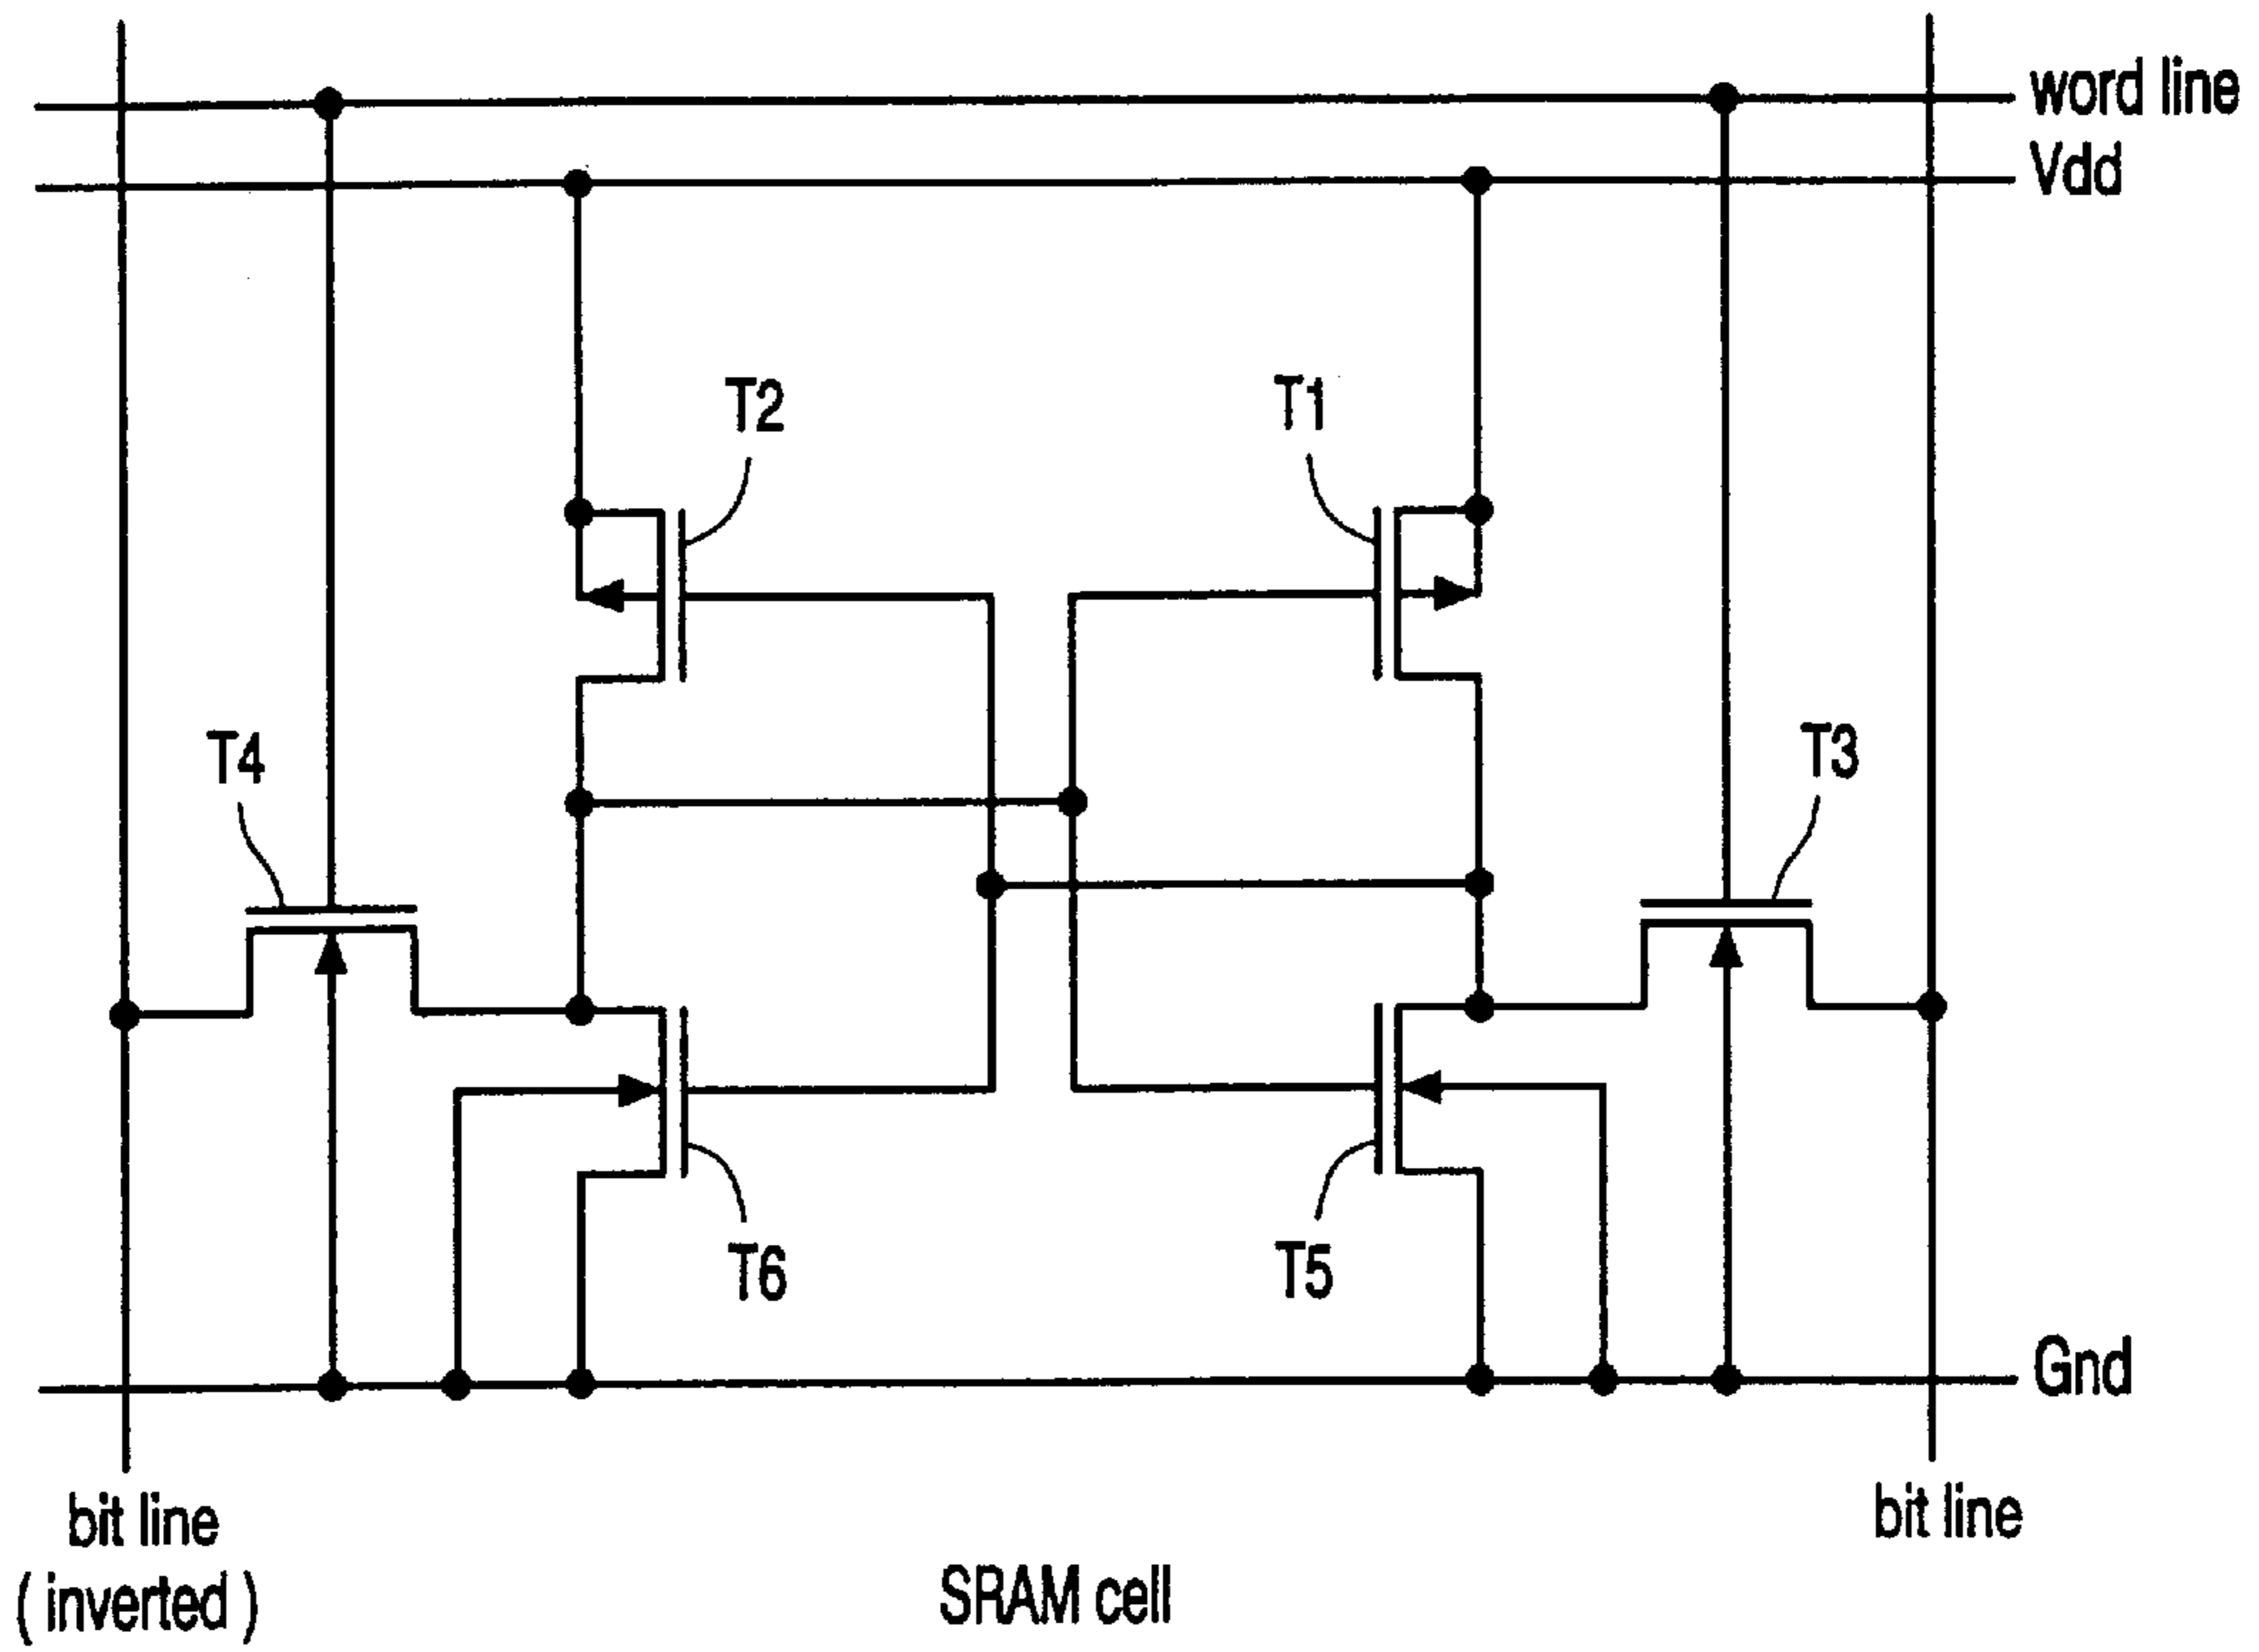 word line
Vdd
T2
T1
T4
T3
T6
T5
Gnd
bit line
( inverted )
bit line
SRAM cell